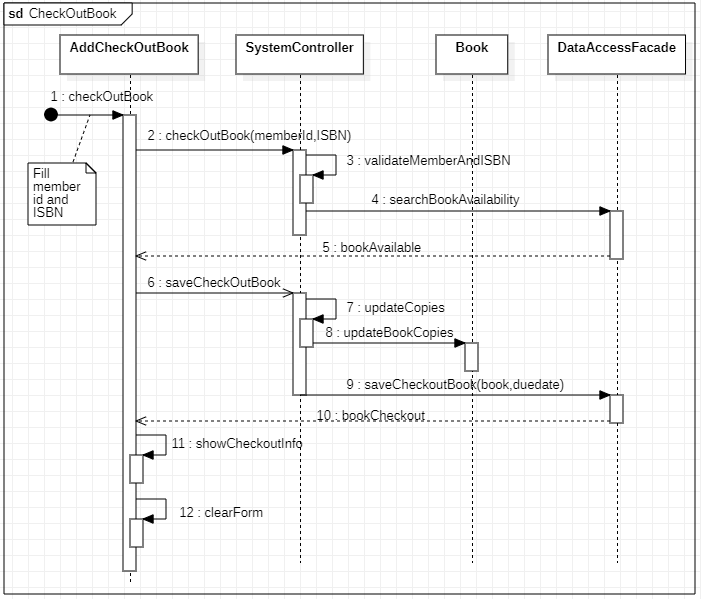 sd CheckOutBook
AddCheckOutBook
SystemController
Book
DataAccessFacade
1 : checkOutBook
2 : checkOutBook(memberId,ISBN)
3 : validateMemberAndISBN
Fill
member
id and
ISBN
4 : searchBookAvailability
5 : bookAvailable
6 : saveCheckOutBook
7 : updateCopies
8 : updateBookCopies
9 : saveCheckoutBook(book,duedate)
10 : bookCheckout
11 : showCheckoutInfo
12 : clearForm